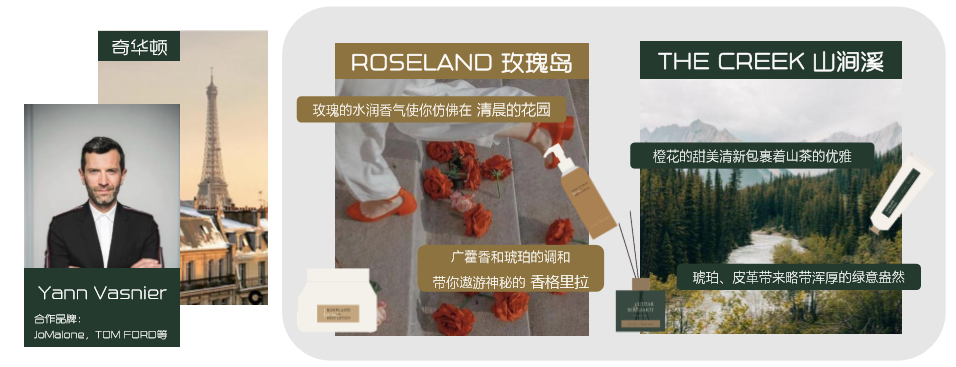 奇华顿
Yann Vasnier
合作品牌：
JoMalone，TOM FORD等
ROSELAND 玫瑰岛
玫瑰的水润香气使你仿佛在 清晨的花园
广藿香和琥珀的调和
带你遨游神秘的 香格里拉
ROSELAND
THE CREEK 山涧溪
橙花的甜美清新包裹着山茶的优雅
琥珀、皮革带来略带浑厚的绿意盎然